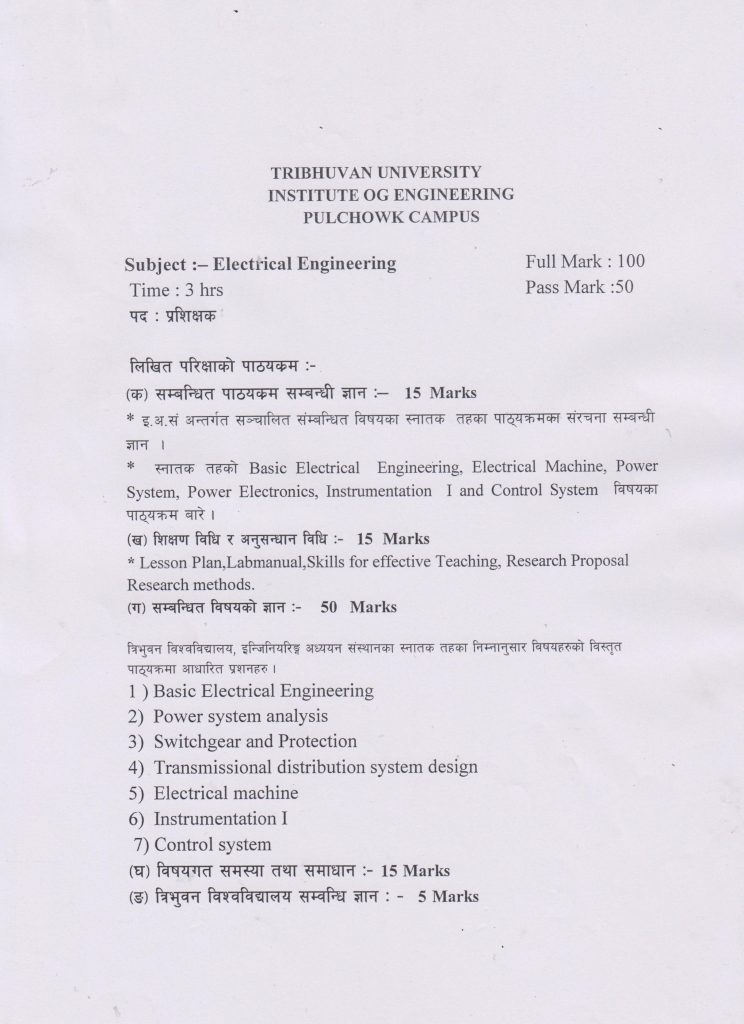 TRIBHUVAN UNIVERSITY
INSTITUTE OG ENGINEERING
PULCHOWK CAMPUS
Subject :– Electrical Engineering Full Mark : 100
Time : 3 hrs Pass Mark :50
पद : प्रशिक्षक
लिखित परिक्षाको पाठयक्रम :-
(क) सम्बन्धित पाठयक्रम सम्बन्धी ज्ञान :– 15 Marks
* इ.अ.सं अन्तर्गत सञ्चालित संम्बन्धित विषयका स्नातक तहका पाठ्यक्रमका संरचना सम्बन्धी
ज्ञान ।
* स्नातक तहको Basic Electrical Engineering, Electrical Machine, Power
System, Power Electronics, Instrumentation I and Control System विषयका
पाठ्यक्रम बारे ।
(ख) शिक्षण विधि र अनुसन्धान विधि :- 15 Marks
* Lesson Plan,Labmanual,Skills for effective Teaching, Research Proposal
Research methods.
(ग) सम्बन्धित विषयको ज्ञान :- 50 Marks
त्रिभुवन विश्वविद्यालय, इन्जिनियरिङ्ग अध्ययन संस्थानका स्नातक तहका निम्नानुसार विषयहरुको विस्तृत
पाठ्यक्रममा आधारित प्रशनहरु ।
1 ) Basic Electrical Engineering
2) Power system analysis
3) Switchgear and Protection
4) Transmissional distribution system design
5) Electrical machine
6) Instrumentation I
7) Control system
(घ) विषयगत समस्या तथा समाधान :- 15 Marks
(ङ) त्रिभुवन विश्वविद्यालय सम्वन्धि ज्ञान : - 5 Marks